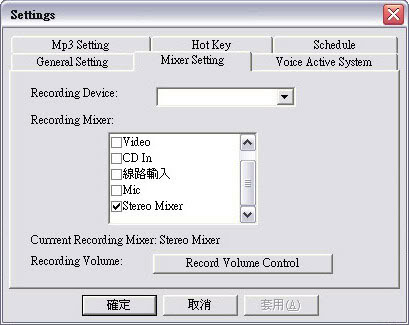 Settings
Mp3 Setting Hot Key Schedule
General Setting Mixer Setting Voice Active System
Recording Device:
Recording Mixer:
Video
CD In
線路輸入
Mic
Stereo Mixer
Currrent Recording Mixer: Stereo Mixer
Recording Volume: Record Volume Control
確定 取消 套用(A)